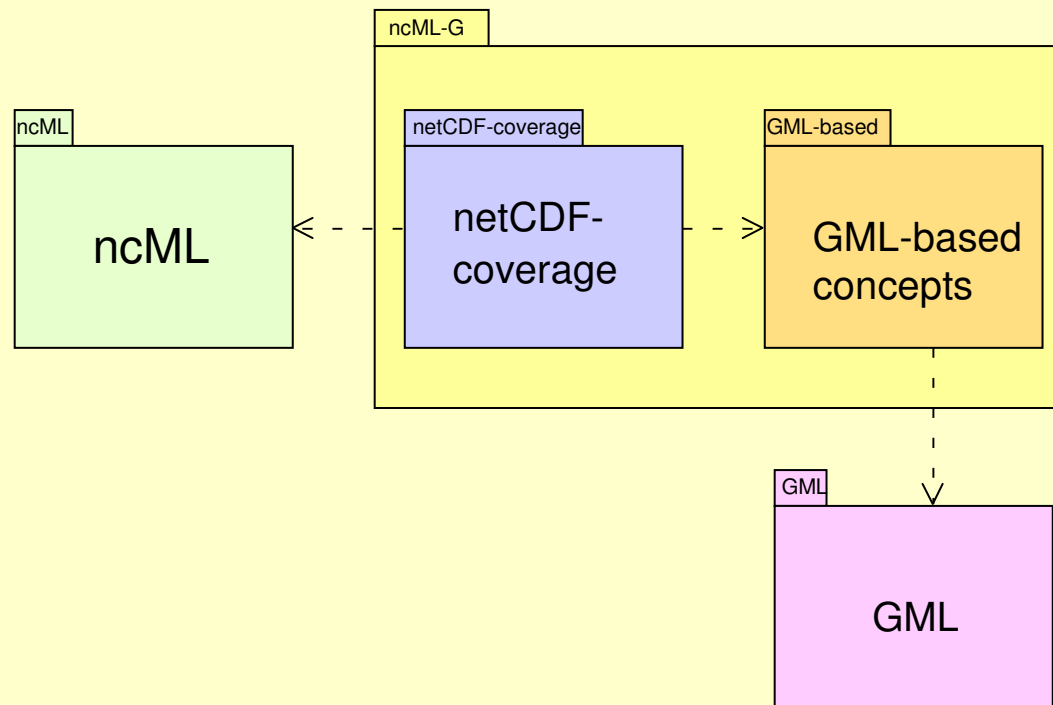 ncML-G
ncML
netCDF-coverage
GML-based
ncML
netCDF-
coverage
GML-based
concepts
GML
GML